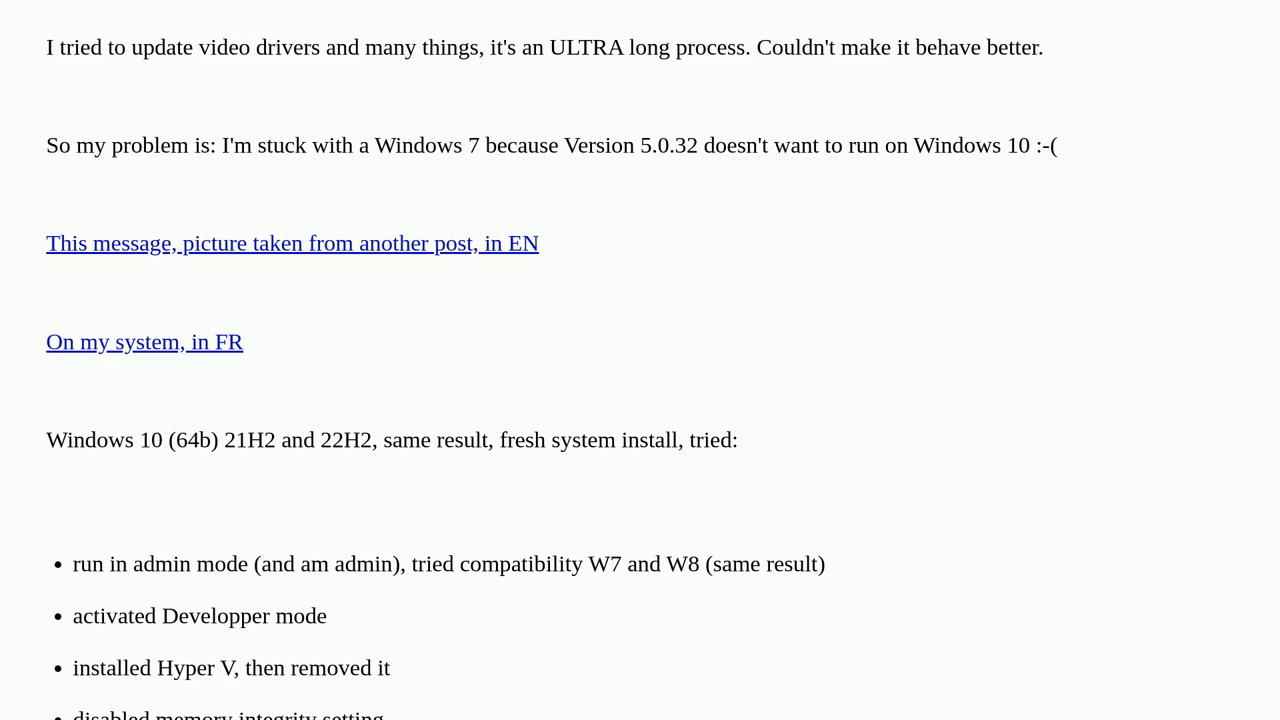 I tried to update video drivers and many things, it's an ULTRA long process. Couldn't make it behave better.
So my problem is: I'm stuck with a Windows 7 because Version 5.0.32 doesn't want to run on Windows 10 :-(
This message, picture taken from another post, in EN
On my system, in FR
Windows 10 (64b) 21H2 and 22H2, same result, fresh system install, tried:
• run in admin mode (and am admin), tried compatibility W7 and W8 (same result)
• activated Developper mode
• installed Hyper V, then removed it
• disabled memory integrity setting